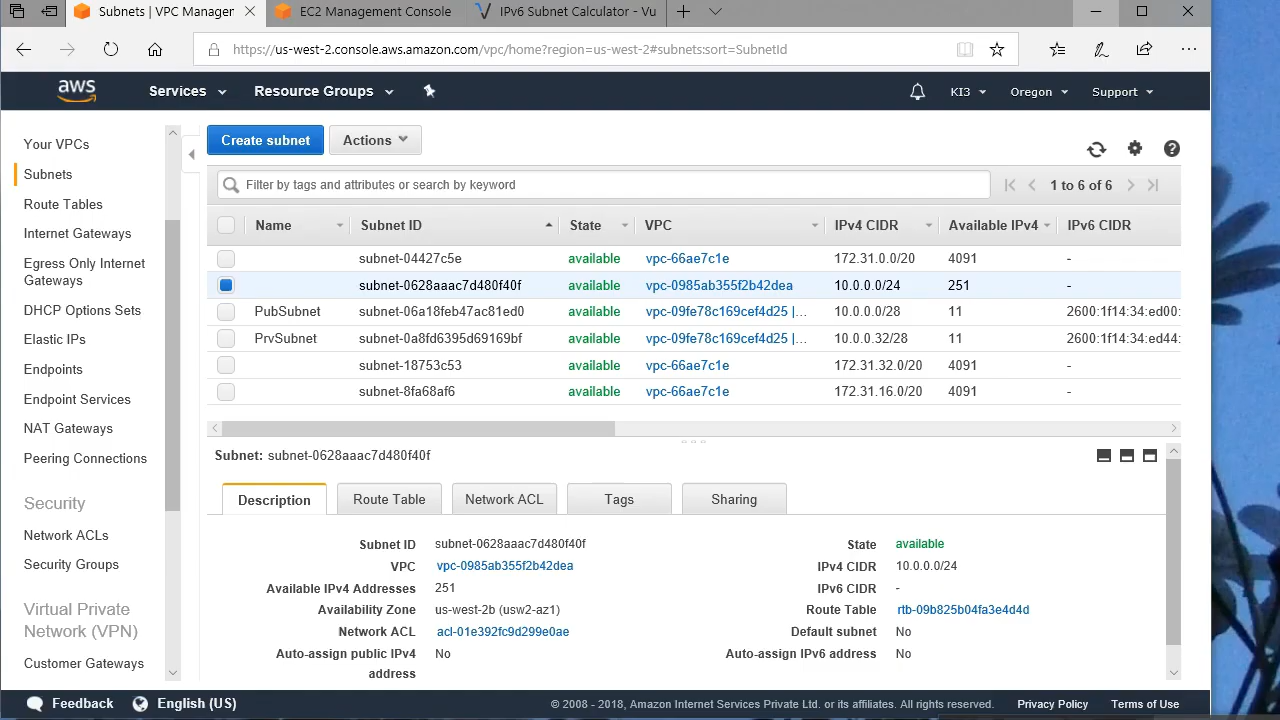 Subnets | VPC Manager
EC2 Management Console
IPv6 Subnet Calculator - Vu
https://us-west-2.console.aws.amazon.com/vpc/home?region=us-west-2#subnets:sort=SubnetId
aws
Services
Resource Groups
KI3
Oregon
Support
Your VPCs
Subnets
Route Tables
Internet Gateways
Egress Only Internet
Gateways
DHCP Options Sets
Elastic IPs
Endpoints
Endpoint Services
NAT Gateways
Peering Connections
Security
Network ACLs
Security Groups
Virtual Private
Network (VPN)
Customer Gateways
Create subnet
Actions
Filter by tags and attributes or search by keyword
1 to 6 of 6
Name Subnet ID State VPC IPv4 CIDR Available IPv4 IPv6 CIDR
subnet-04427c5e available vpc-66ae7c1e 172.31.0.0/20 4091 -
subnet-0628aaac7d480f40f available vpc-0985ab355f2b42dea 10.0.0.0/24 251 -
PubSubnet subnet-06a18feb47ac81ed0 available vpc-09fe78c169cef4d25 |... 10.0.0.0/28 11 2600:1f14:34:ed00:
PrvSubnet subnet-0a8fd6395d69169bf available vpc-09fe78c169cef4d25 |... 10.0.0.32/28 11 2600:1f14:34:ed44:
subnet-18753c53 available vpc-66ae7c1e 172.31.32.0/20 4091 -
subnet-8fa68af6 available vpc-66ae7c1e 172.31.16.0/20 4091 -
Subnet: subnet-0628aaac7d480f40f
Description
Route Table
Network ACL
Tags
Sharing
Subnet ID subnet-0628aaac7d480f40f State available
VPC vpc-0985ab355f2b42dea IPv4 CIDR 10.0.0.0/24
Available IPv4 Addresses 251 IPv6 CIDR -
Availability Zone us-west-2b (usw2-az1) Route Table rtb-09b825b04fa3e4d4d
Network ACL acl-01e392fc9d299e0ae Default subnet No
Auto-assign public IPv4 No Auto-assign IPv6 address No
address
Feedback
English (US)
© 2008 - 2018, Amazon Internet Services Private Ltd. or its affiliates. All rights reserved.
Privacy Policy
Terms of Use